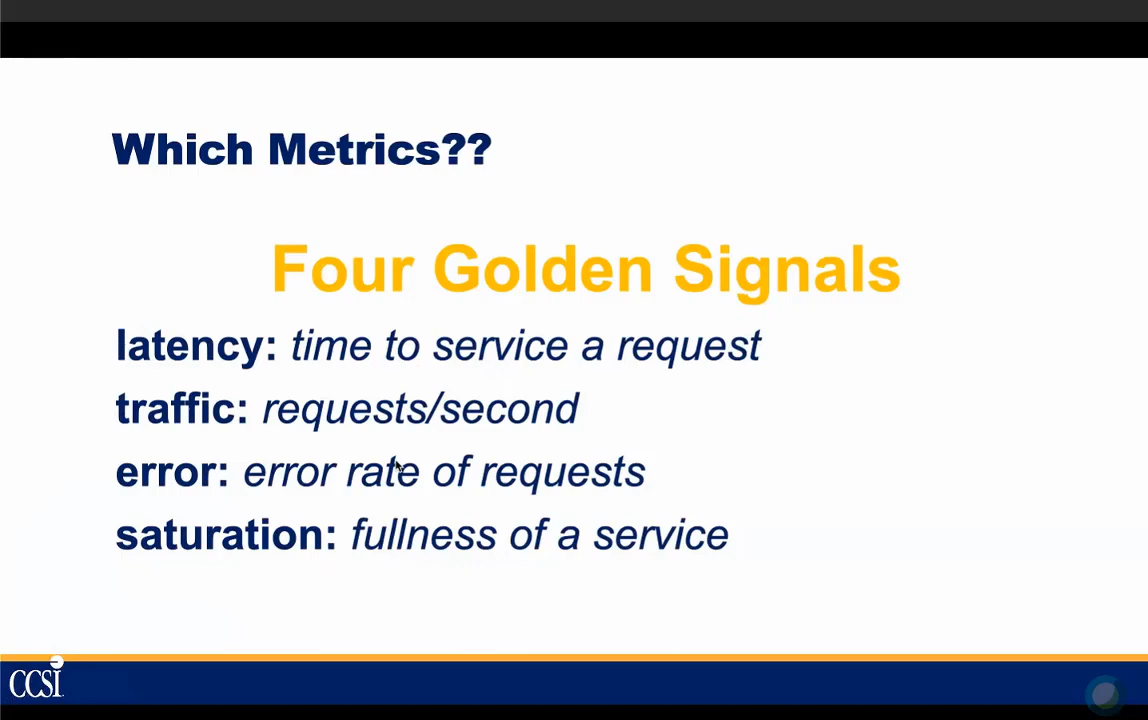 Which Metrics??
Four Golden Signals
latency: time to service a request
traffic: requests/second
error: error rate of requests
saturation: fullness of a service
CCSI